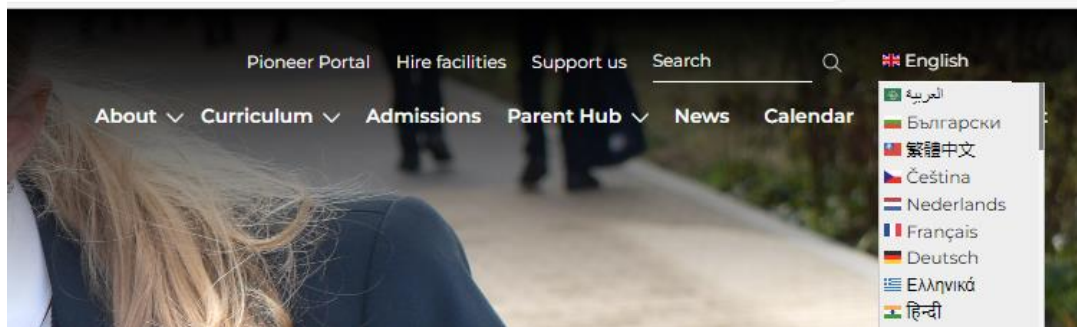 Pioneer Portal Hire facilities Support us Search English
About Curriculum Admissions Parent Hub News Calendar
العربية
Български
繁體中文
Čeština
Nederlands
Français
Deutsch
Ελληνικά
हिन्दी